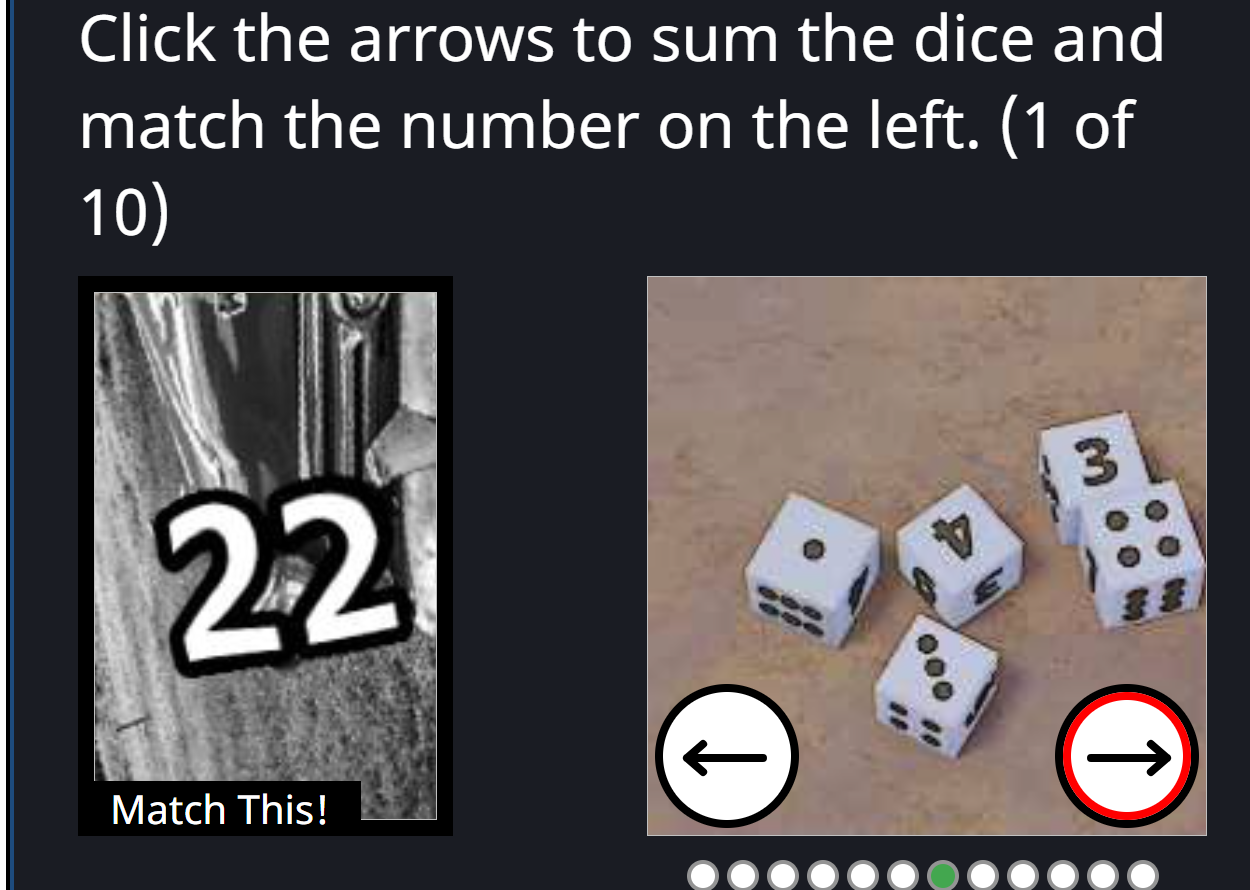 Click the arrows to sum the dice and
match the number on the left. (1 of
10)
22
Match This!
3
4